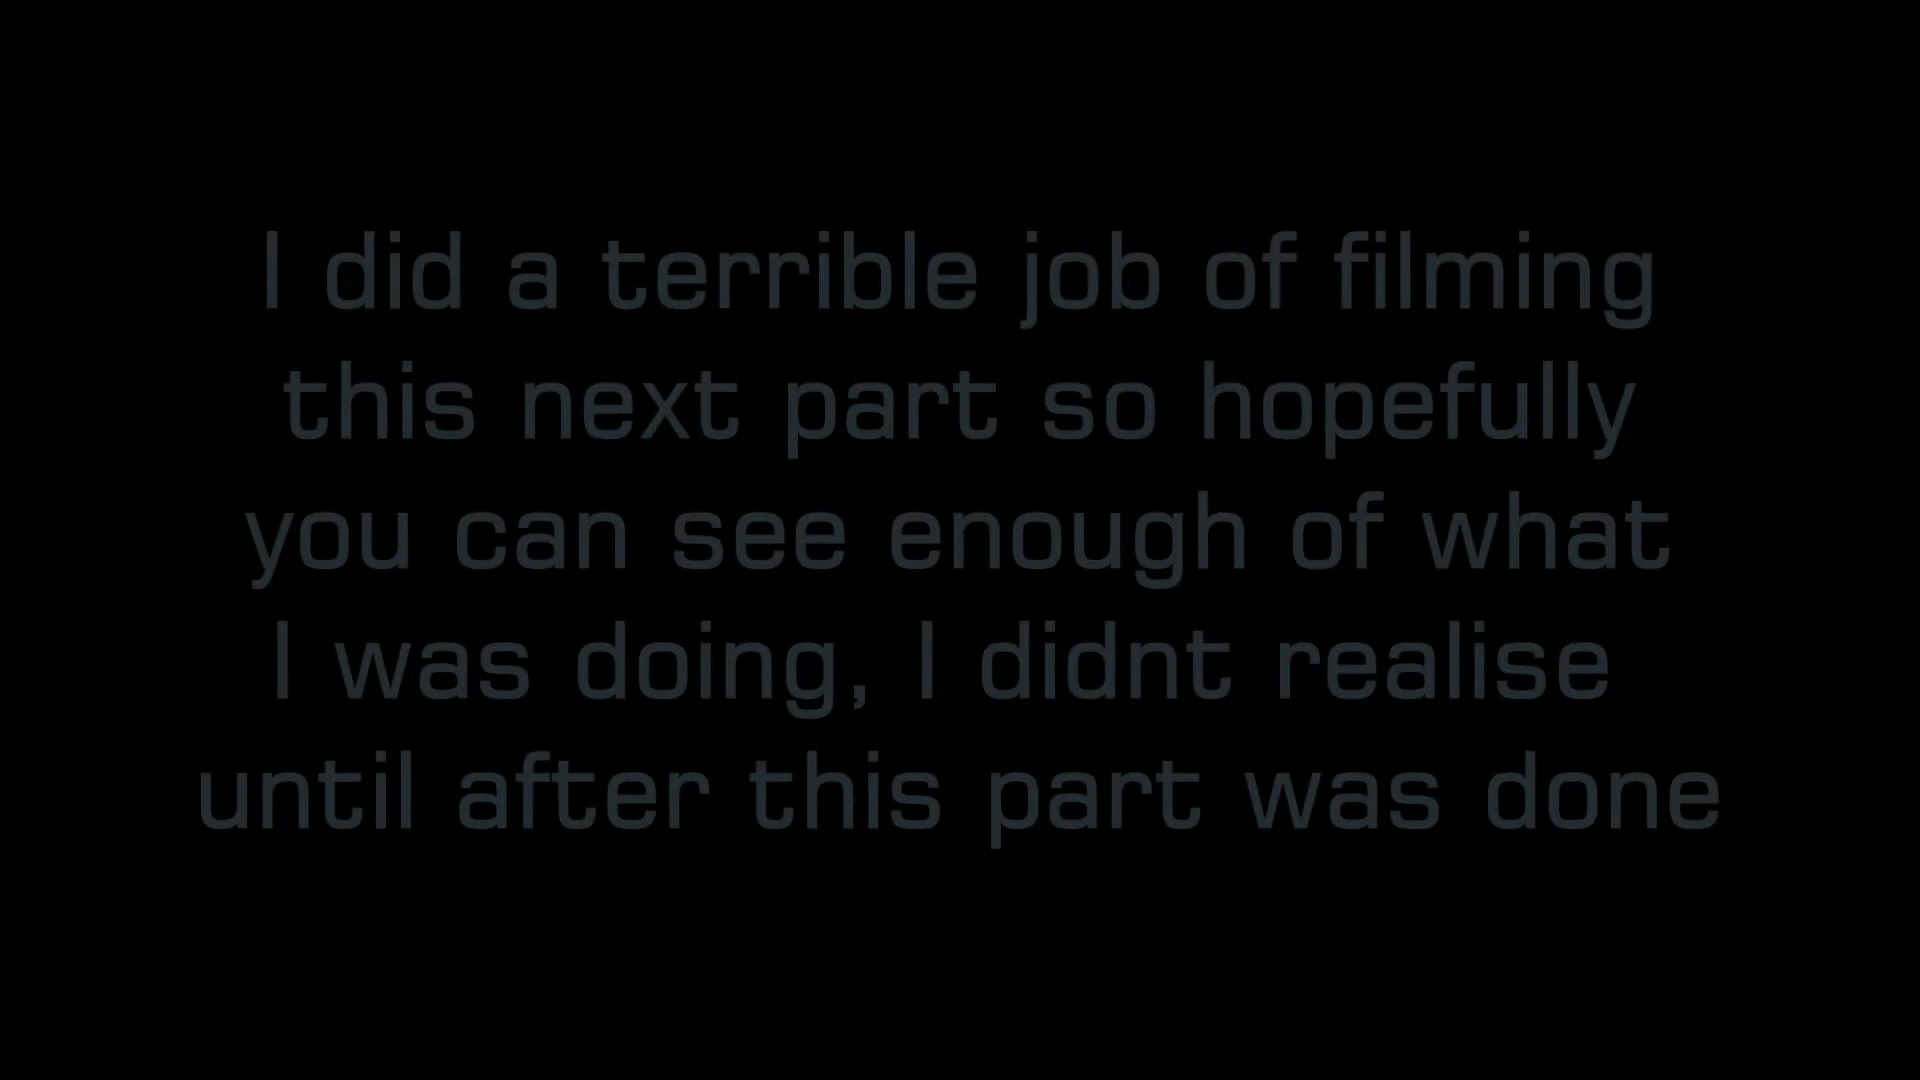 I did a terrible job of filming
this next part so hopefully
you can see enough of what
I was doing, I didnt realise
until after this part was done